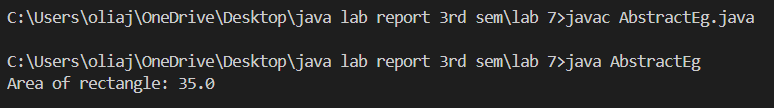 C:\Users\oliaj\OneDrive\Desktop\java lab report 3rd sem\lab 7>javac AbstractEg.java
C:\Users\oliaj\OneDrive\Desktop\java lab report 3rd sem\lab 7>java AbstractEg
Area of rectangle: 35.0